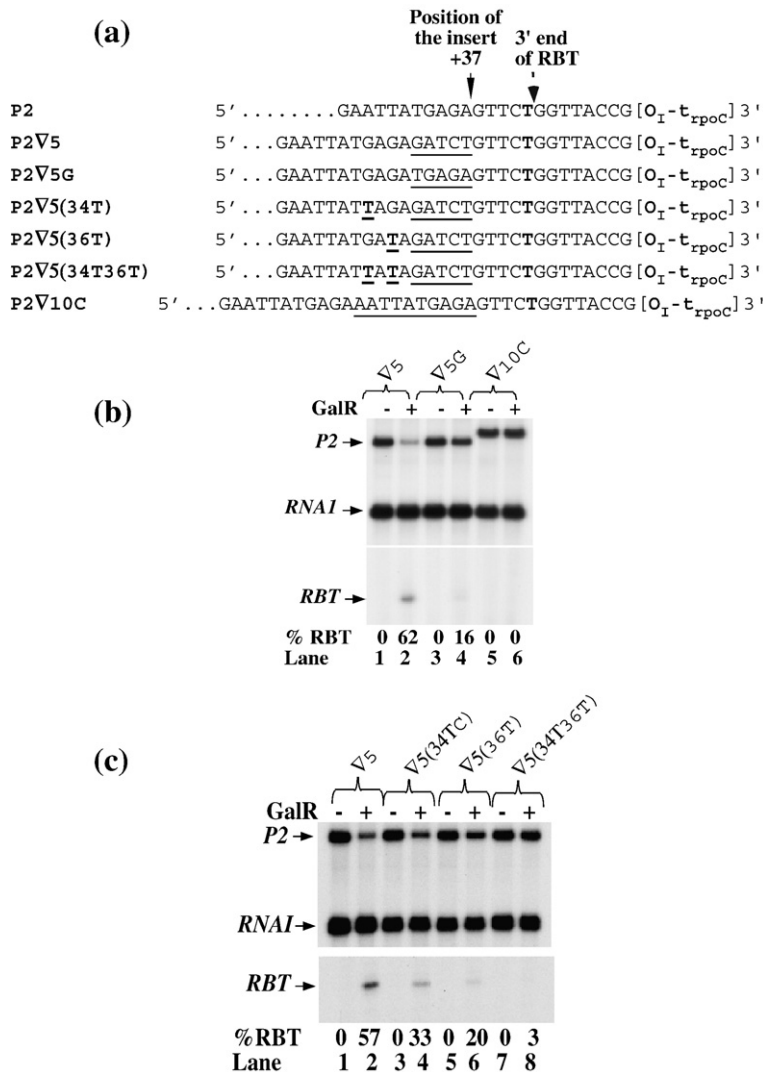 (a)
Position of the insert +37
3' end of RBT
P2 5'........GAATTATGAGAGTTCTGGTTACCG[OI-trpoC]3'
P2∇5 5'...GAATTATGAGAGATCTGTTCTGGTTACCG[OI-trpoC]3'
P2∇5G 5'...GAATTATGAGATGAGAGTTCTGGTTACCG[OI-trpoC]3'
P2∇5(34T) 5'...GAATTATTAGAGATCTGTTCTGGTTACCG[OI-trpoC]3'
P2∇5(36T) 5'...GAATTATGATAGATCTGTTCTGGTTACCG[OI-trpoC]3'
P2∇5(34T36T) 5'...GAATTATTATAGATCTGTTCTGGTTACCG[OI-trpoC]3'
P2∇10C 5'...GAATTATGAGAAATTATGAGAGTTCTGGTTACCG[OI-trpoC]3'
(b)
∇5 ∇5G ∇10C
GalR - + - + - +
P2
RNA1
RBT
% RBT 0 62 0 16 0 0
Lane 1 2 3 4 5 6
(c)
∇5 ∇5(34TC) ∇5(36T) ∇5(34T36T)
GalR - + - + - + - +
P2
RNAI
RBT
%RBT 0 57 0 33 0 20 0 3
Lane 1 2 3 4 5 6 7 8